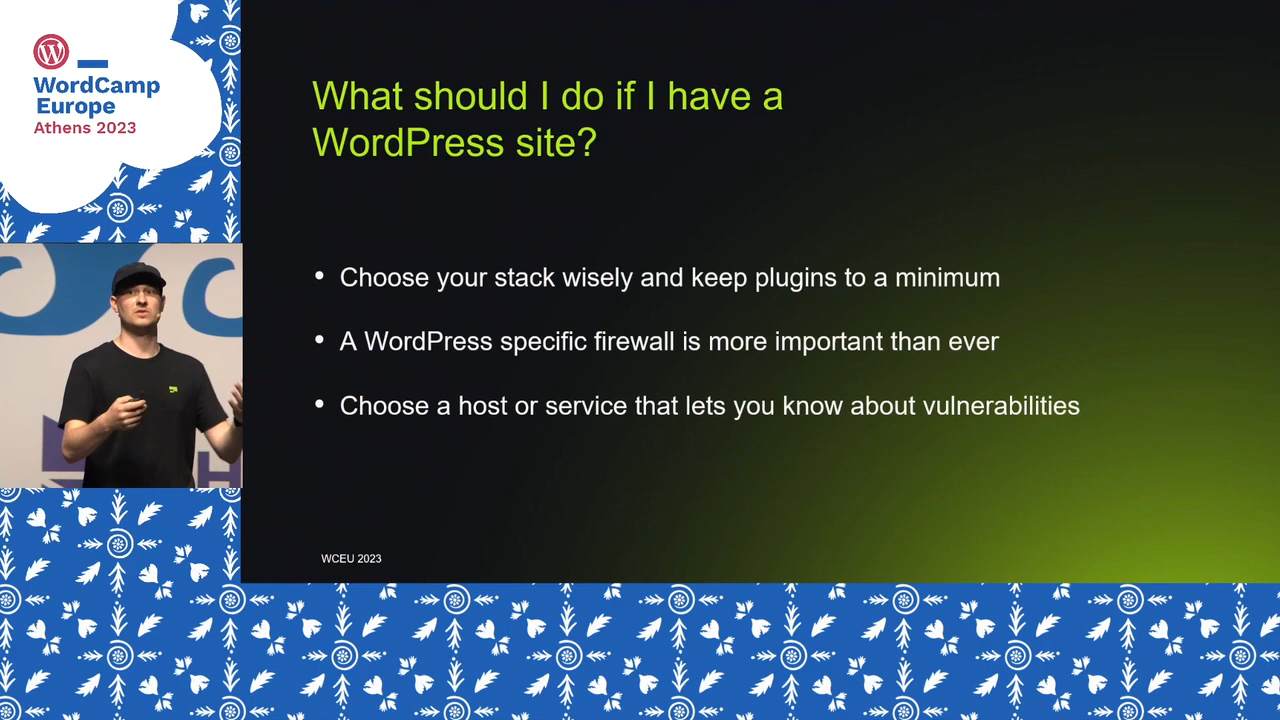 WordCamp
Europe
Athens 2023
What should I do if I have a
WordPress site?
• Choose your stack wisely and keep plugins to a minimum
• A WordPress specific firewall is more important than ever
• Choose a host or service that lets you know about vulnerabilities
WCEU 2023